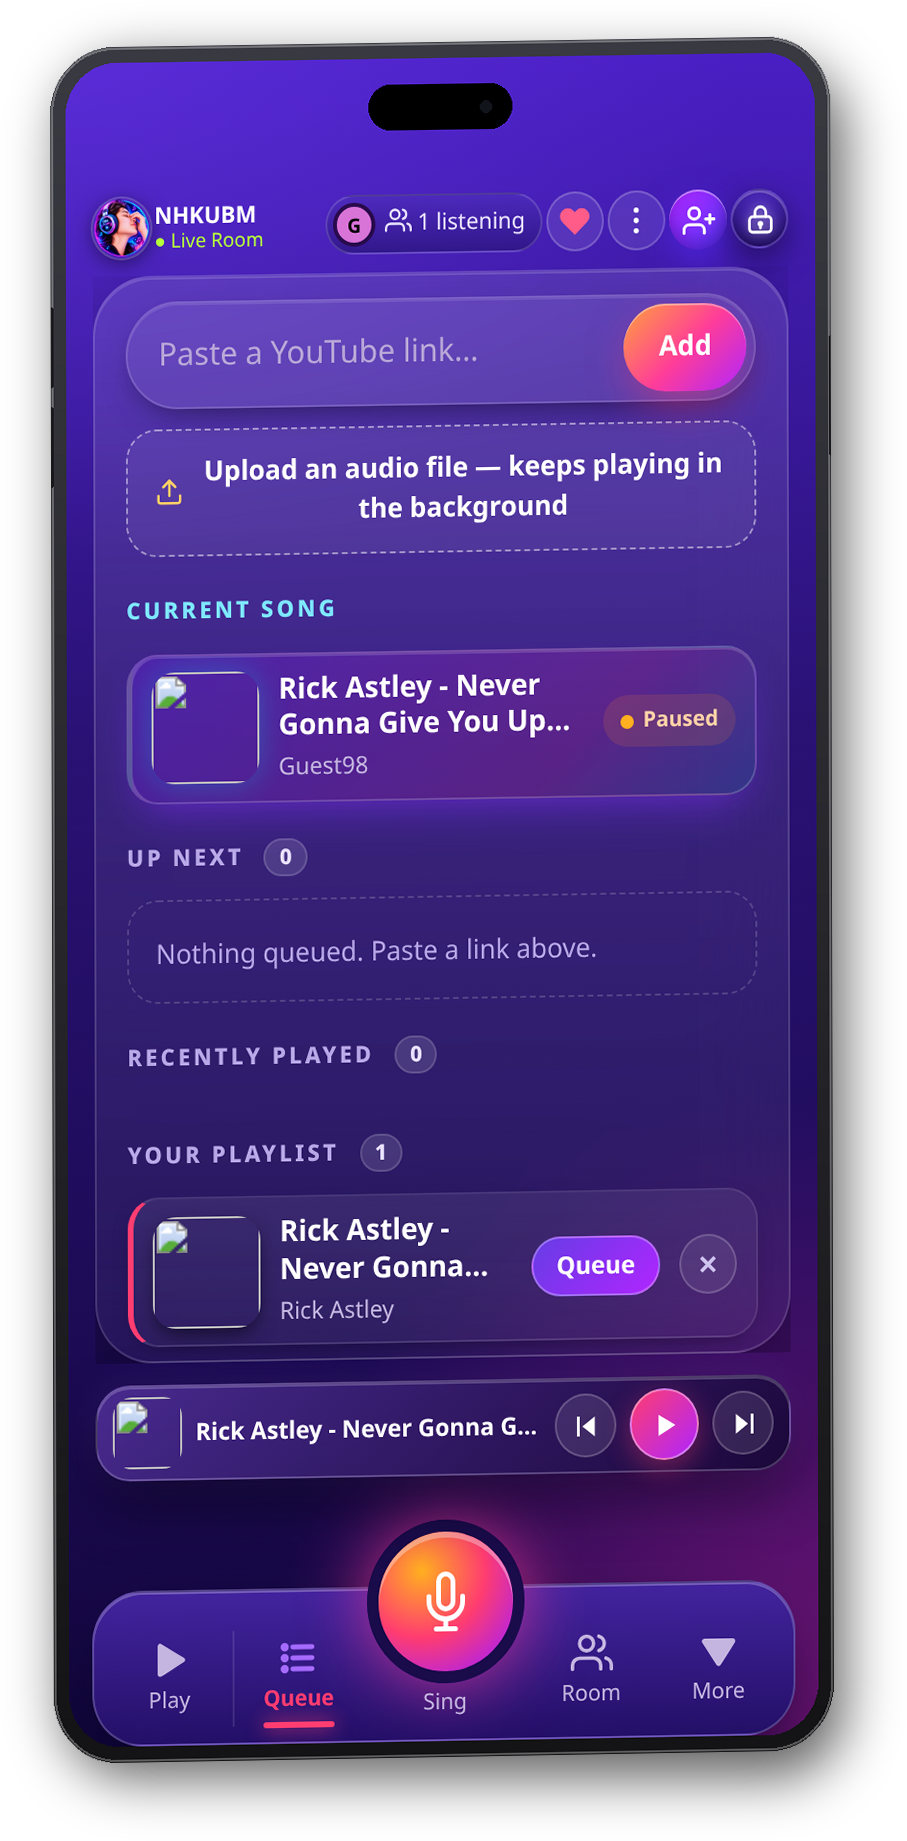 NHKUBM
Live Room
G
1 listening
Paste a YouTube link...
Add
Upload an audio file — keeps playing in
the background
CURRENT SONG
Rick Astley - Never
Gonna Give You Up...
Guest98
Paused
UP NEXT 0
Nothing queued. Paste a link above.
RECENTLY PLAYED 0
YOUR PLAYLIST 1
Rick Astley -
Never Gonna...
Rick Astley
Queue
Rick Astley - Never Gonna G...
Play
Queue
Sing
Room
More